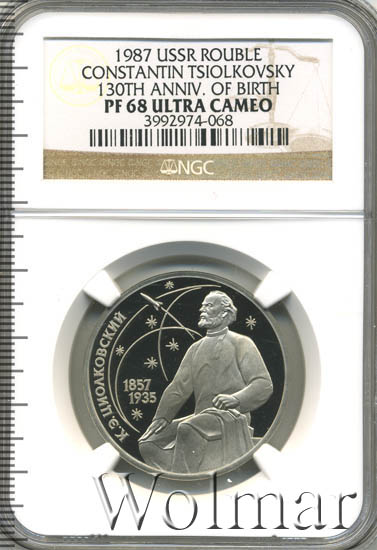 1987 USSR ROUBLE
CONSTANTIN TSIOLKOVSKY
130TH ANNIV. OF BIRTH
PF 68 ULTRA CAMEO
3992974-068
NGC
К.Э.ЦИОЛКОВСКИЙ
1857
1935
Wolmar